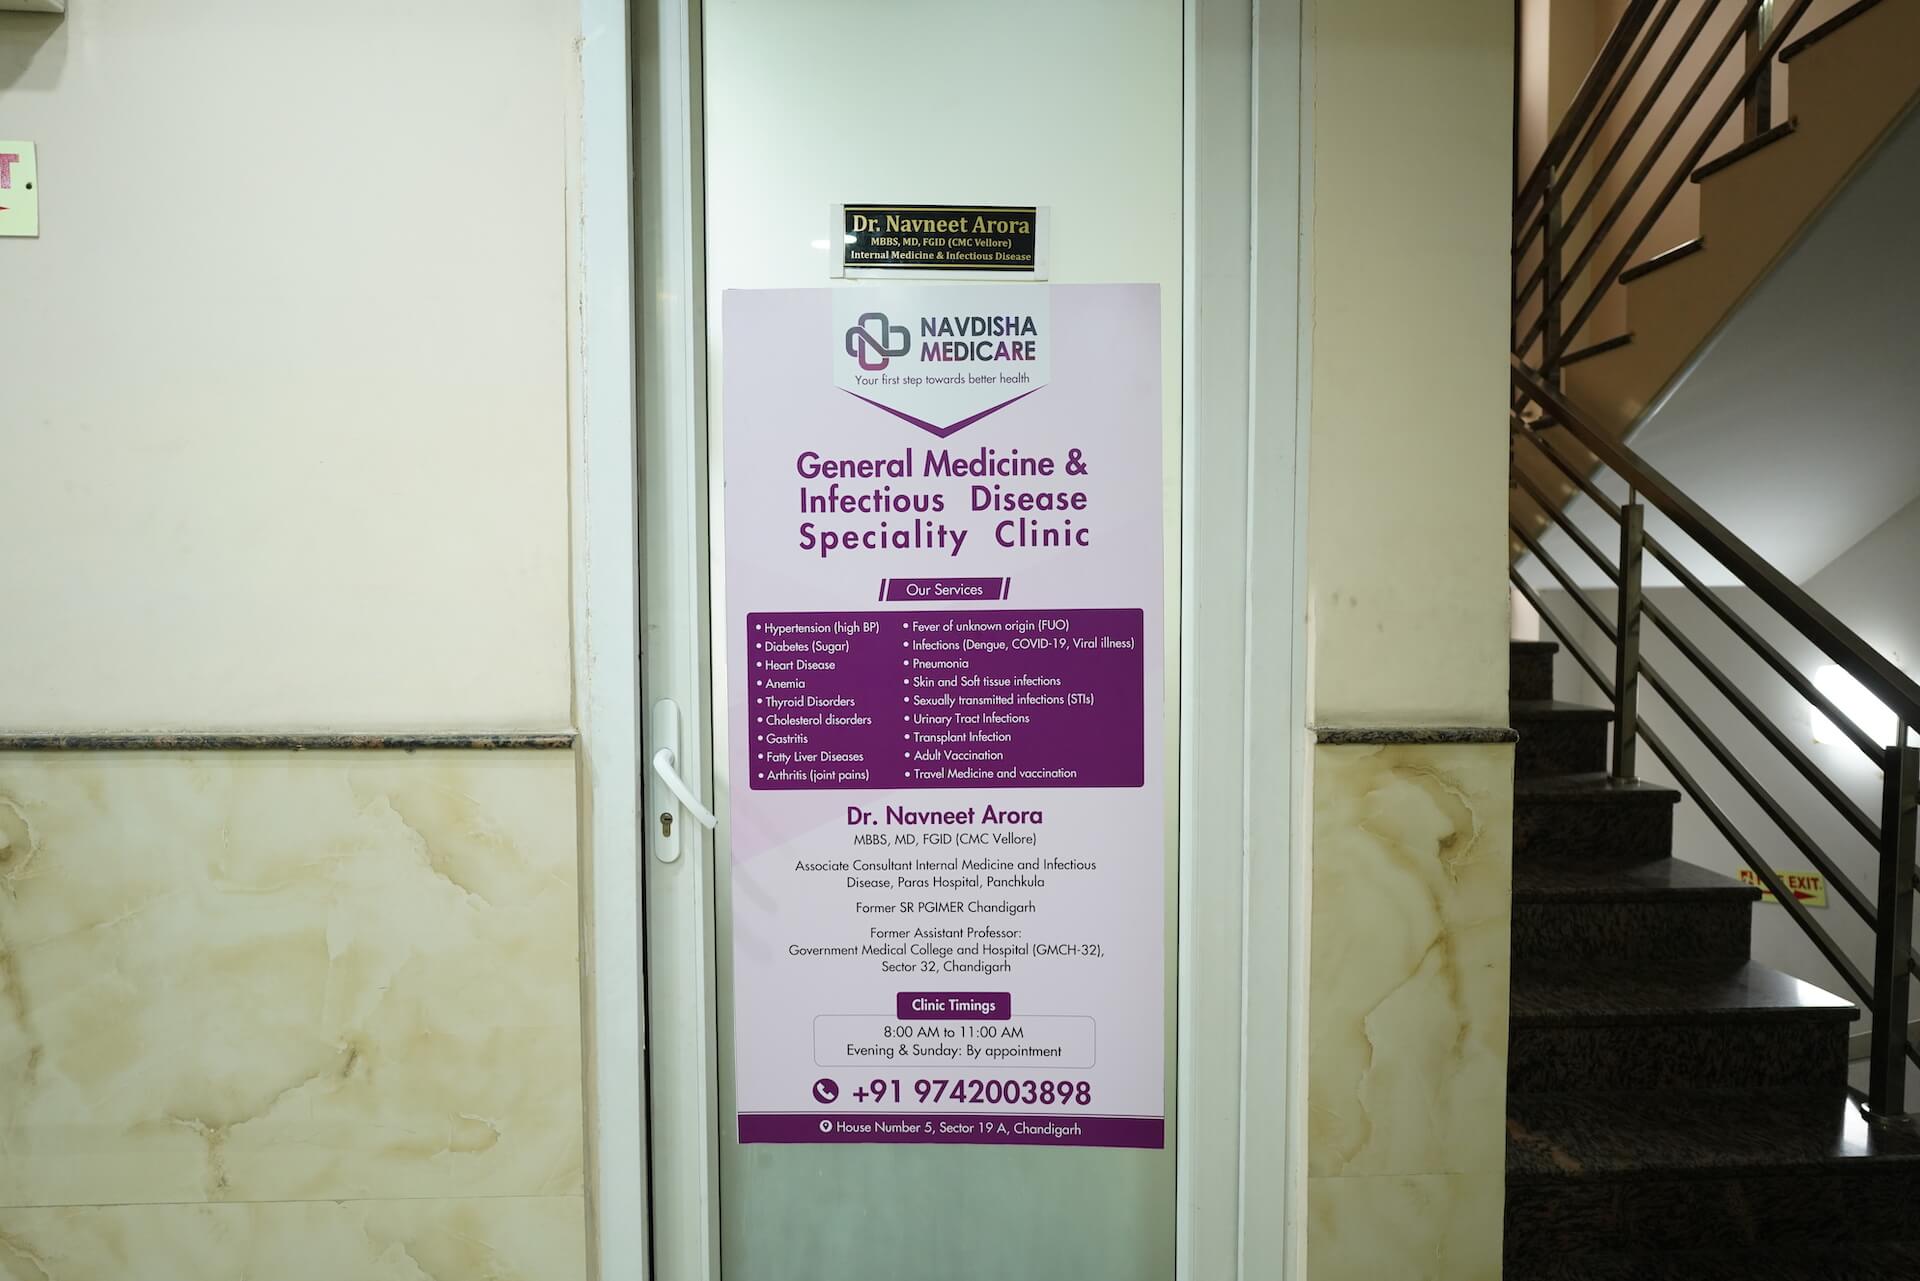 T
Dr. Navneet Arora
MBBS, MD, FGID (CMC Vellore)
Internal Medicine & Infectious Disease
NAVDISHA
MEDICARE
Your first step towards better health
General Medicine &
Infectious Disease
Speciality Clinic
Our Services
• Hypertension (high BP)
• Diabetes (Sugar)
• Heart Disease
• Anemia
• Thyroid Disorders
• Cholesterol disorders
• Gastritis
• Fatty Liver Diseases
• Arthritis (joint pains)
• Fever of unknown origin (FUO)
• Infections (Dengue, COVID-19, Viral illness)
• Pneumonia
• Skin and Soft tissue infections
• Sexually transmitted infections (STIs)
• Urinary Tract Infections
• Transplant Infection
• Adult Vaccination
• Travel Medicine and vaccination
Dr. Navneet Arora
MBBS, MD, FGID (CMC Vellore)
Associate Consultant Internal Medicine and Infectious
Disease, Paras Hospital, Panchkula
Former SR PGIMER Chandigarh
Former Assistant Professor:
Government Medical College and Hospital (GMCH-32),
Sector 32, Chandigarh
Clinic Timings
8:00 AM to 11:00 AM
Evening & Sunday: By appointment
+91 9742003898
House Number 5, Sector 19 A, Chandigarh
EXIT